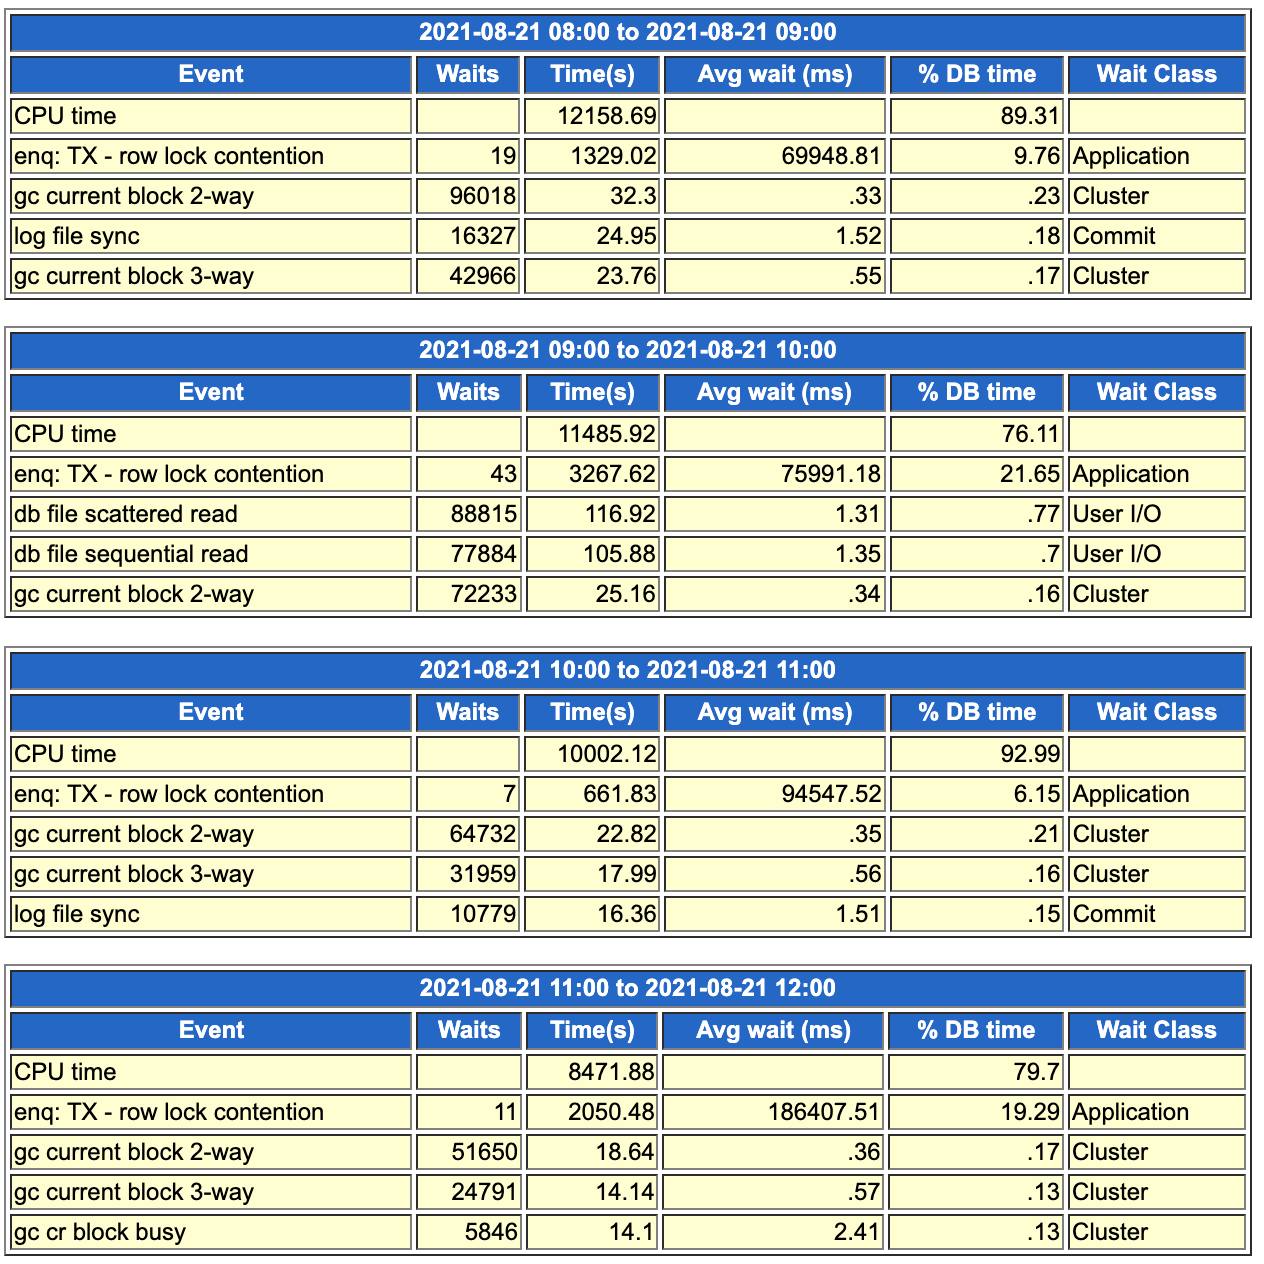 2021-08-21 08:00 to 2021-08-21 09:00
Event Waits Time(s) Avg wait (ms) % DB time Wait Class
CPU time 12158.69 89.31
enq: TX - row lock contention 19 1329.02 69948.81 9.76 Application
gc current block 2-way 96018 32.3 .33 .23 Cluster
log file sync 16327 24.95 1.52 .18 Commit
gc current block 3-way 42966 23.76 .55 .17 Cluster
2021-08-21 09:00 to 2021-08-21 10:00
Event Waits Time(s) Avg wait (ms) % DB time Wait Class
CPU time 11485.92 76.11
enq: TX - row lock contention 43 3267.62 75991.18 21.65 Application
db file scattered read 88815 116.92 1.31 .77 User I/O
db file sequential read 77884 105.88 1.35 .7 User I/O
gc current block 2-way 72233 25.16 .34 .16 Cluster
2021-08-21 10:00 to 2021-08-21 11:00
Event Waits Time(s) Avg wait (ms) % DB time Wait Class
CPU time 10002.12 92.99
enq: TX - row lock contention 7 661.83 94547.52 6.15 Application
gc current block 2-way 64732 22.82 .35 .21 Cluster
gc current block 3-way 31959 17.99 .56 .16 Cluster
log file sync 10779 16.36 1.51 .15 Commit
2021-08-21 11:00 to 2021-08-21 12:00
Event Waits Time(s) Avg wait (ms) % DB time Wait Class
CPU time 8471.88 79.7
enq: TX - row lock contention 11 2050.48 186407.51 19.29 Application
gc current block 2-way 51650 18.64 .36 .17 Cluster
gc current block 3-way 24791 14.14 .57 .13 Cluster
gc cr block busy 5846 14.1 2.41 .13 Cluster